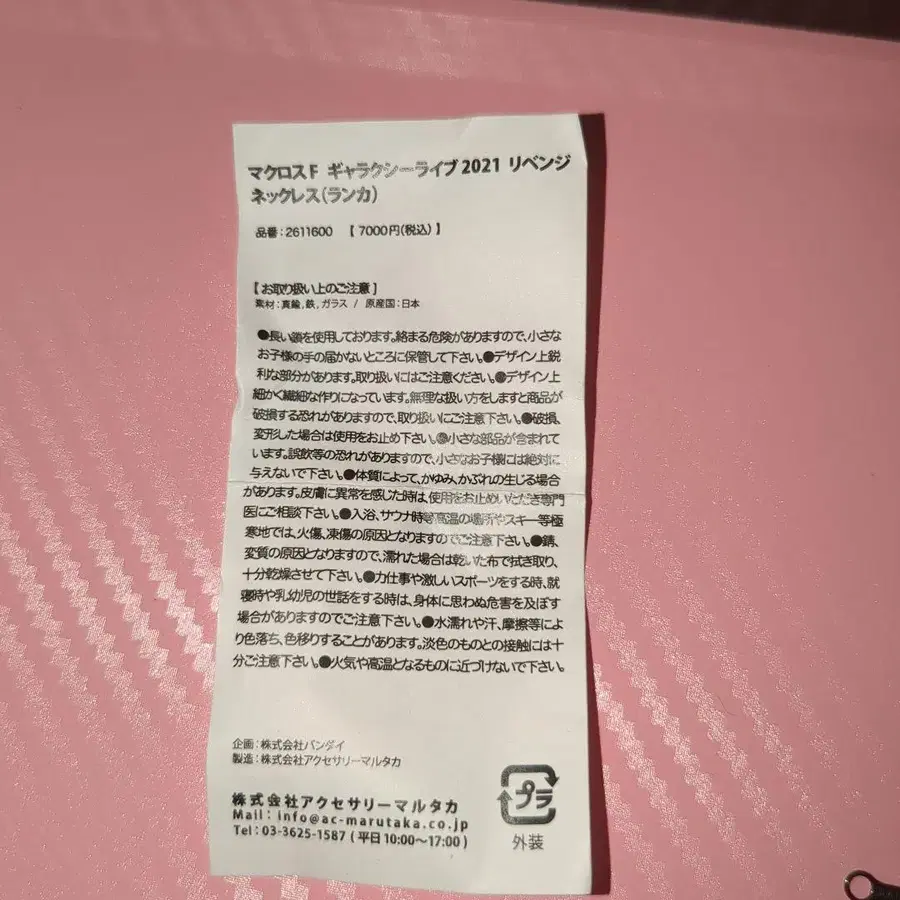 マクロスF ギャラクシーライブ 2021 リベンジ
ネックレス(ランカ)
品番:2611600 【 7000円(税込) 】
【 お取り扱い上のご注意 】
素材:真鍮,鉄,ガラス / 原産国:日本
●長い鎖を使用しております。絡まる危険がありますので、小さな
お子様の手の届かないところに保管して下さい。●デザイン上鋭
利な部分があります。取り扱いにはご注意ください。●デザイン上
細かく繊細な作りになっています。無理な扱い方をしますと商品が
破損する恐れがありますので、取り扱いにご注意下さい。●破損、
変形した場合は使用をお止め下さい。●小さな部品が含まれて
います。誤飲等の恐れがありますので、小さなお子様には絶対に
与えないで下さい。●体質によって、かゆみ、かぶれの生じる場合
があります。皮膚に異常を感じた時は、使用をお止めいただき専門
医にご相談下さい。●入浴、サウナ時等高温の場所やスキー等極
寒地では、火傷、凍傷の原因となりますのでご注意下さい。●錆、
変質の原因となりますので、濡れた場合は乾いた布で拭き取り、
十分乾燥させて下さい。●力仕事や激しいスポーツをする時、就
寝時や乳幼児の世話をする時は、身体に思わぬ危害を及ぼす
場合がありますのでご注意下さい。●水濡れや汗、摩擦等によ
り色落ち、色移りすることがあります。淡色のものとの接触には十
分ご注意下さい。●火気や高温となるものに近づけないで下さい。
企画:株式会社バンダイ
製造:株式会社アクセサリーマルタカ
株式会社アクセサリーマルタカ
Mail: info@ac-marutaka.co.jp
Tel:03-3625-1587 ( 平日 10:00～17:00 )
プラ
外装